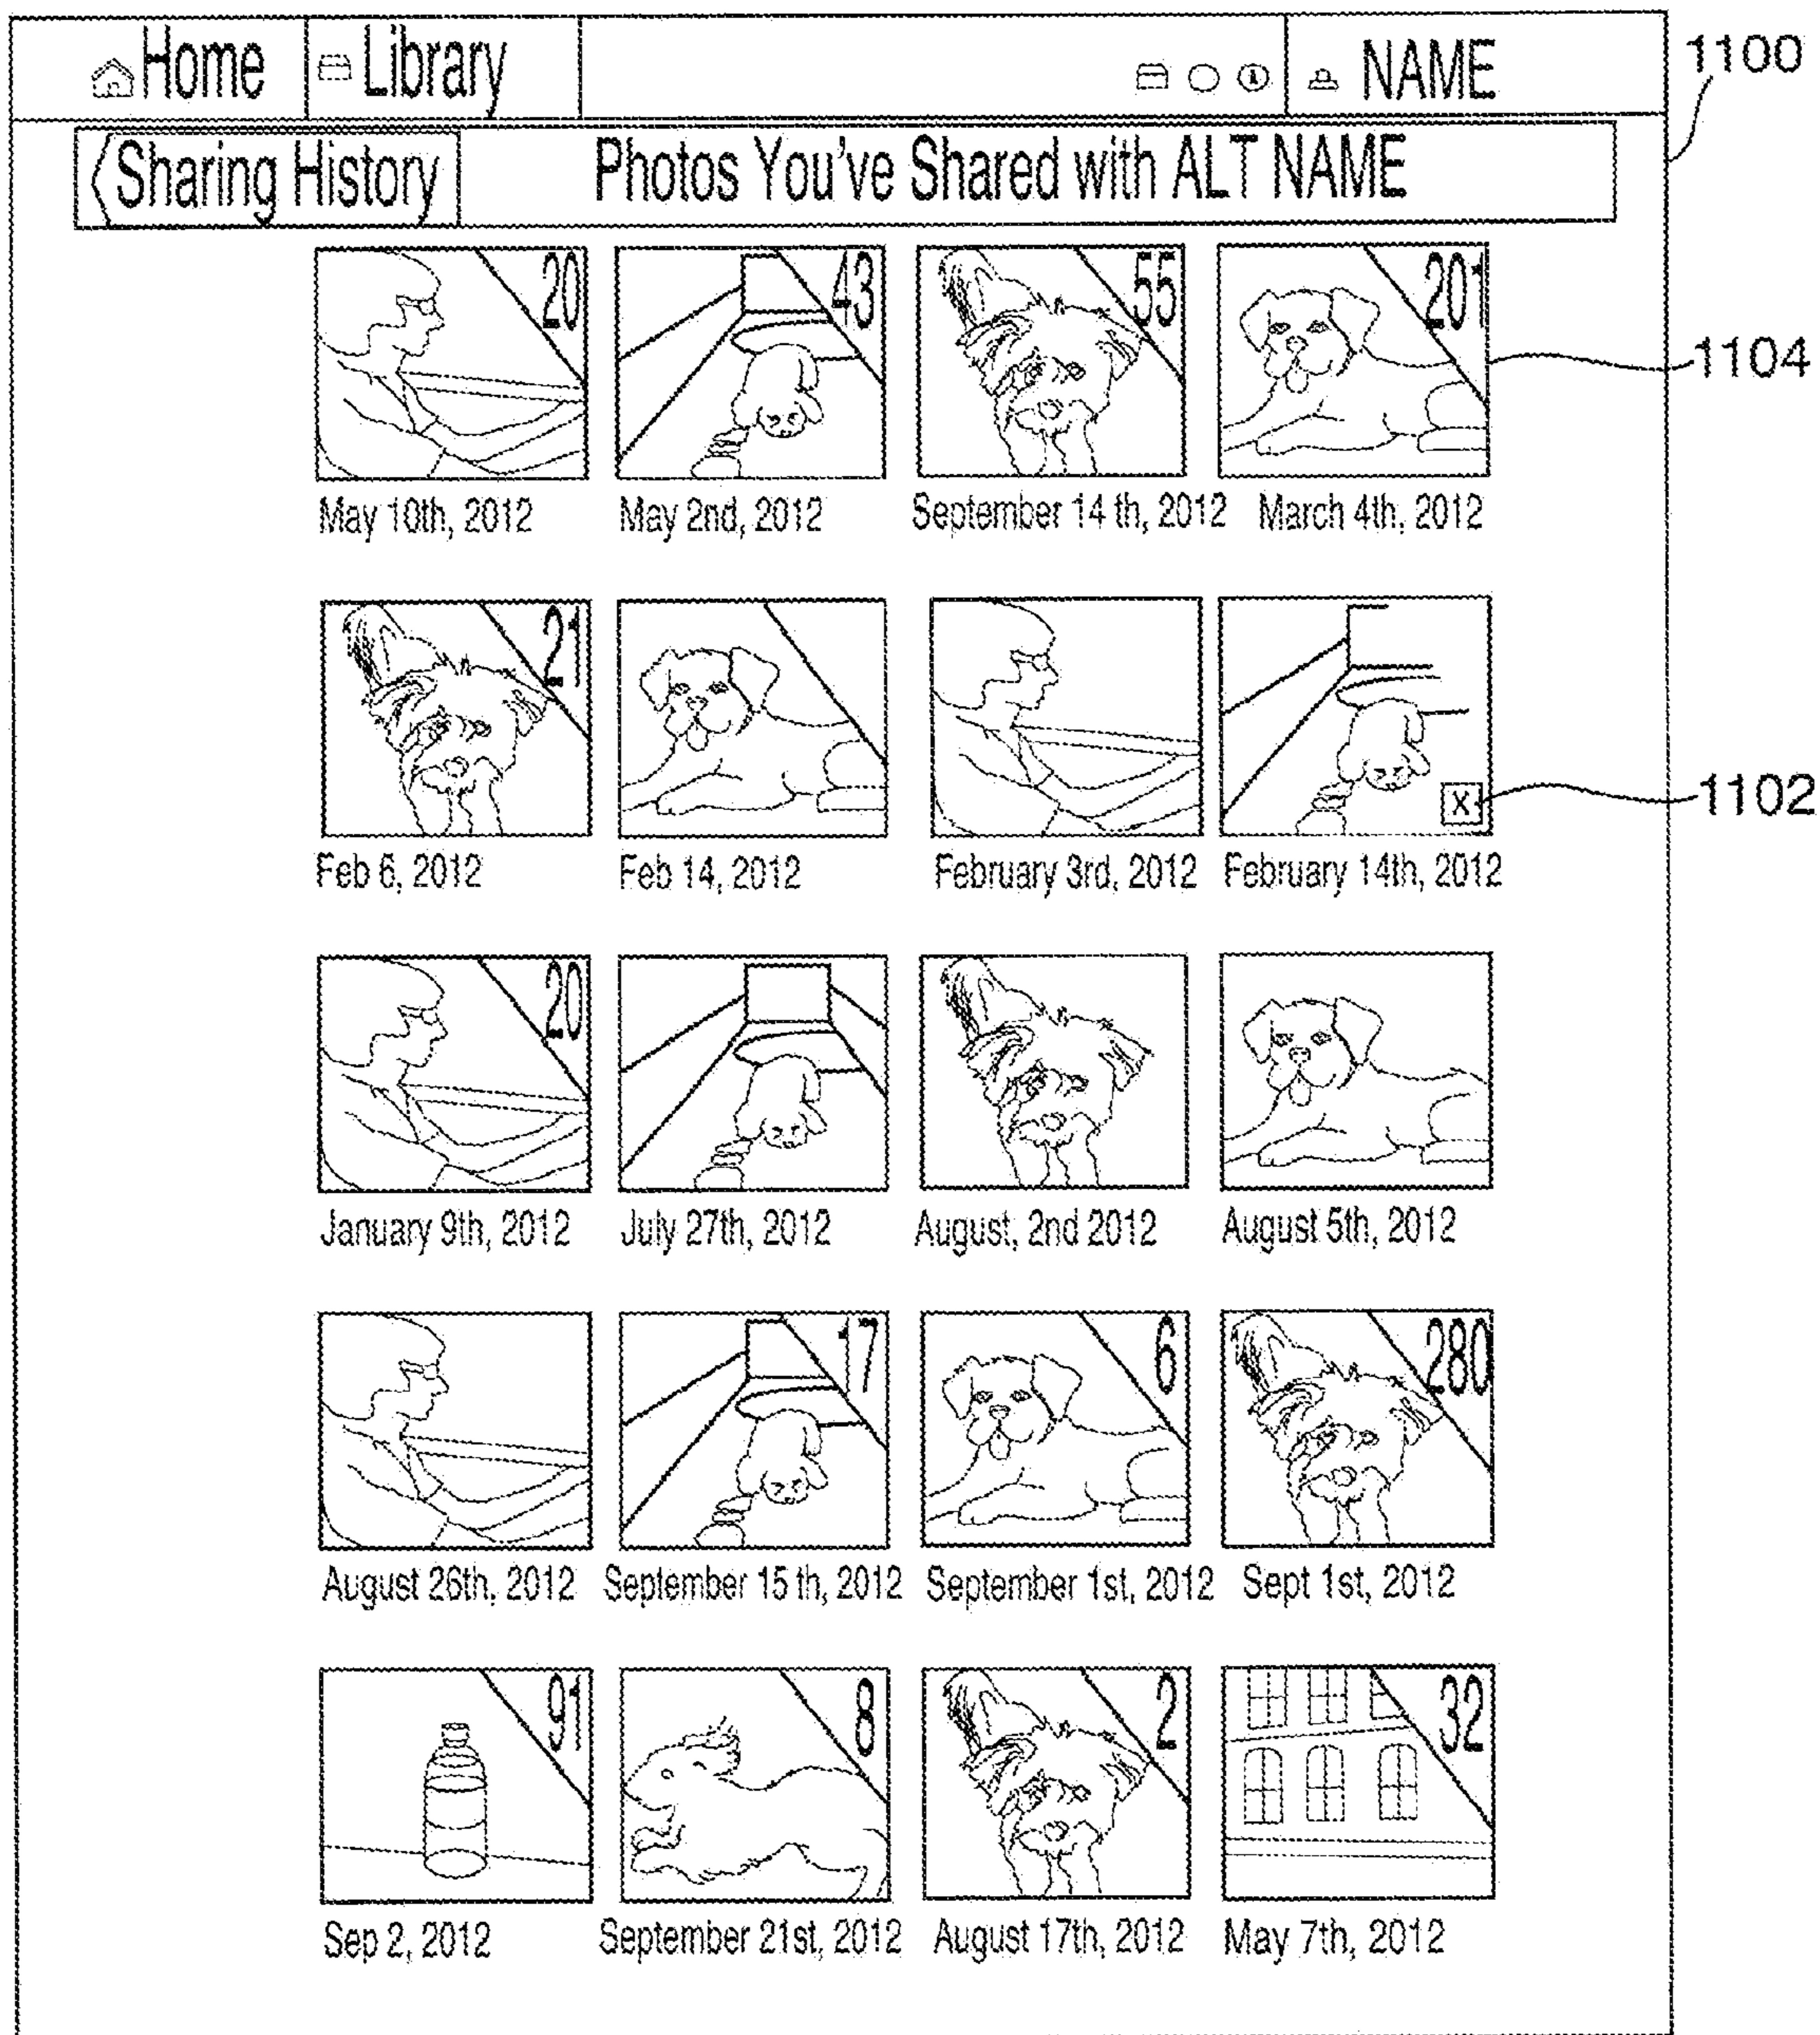 Home Library NAME 1100
Sharing History Photos You've Shared with ALT NAME
20 43 55 201
1104
May 10th, 2012 May 2nd, 2012 September 14 th, 2012 March 4th, 2012
21
X 1102
Feb 6, 2012 Feb 14, 2012 February 3rd, 2012 February 14th, 2012
20
January 9th, 2012 July 27th, 2012 August, 2nd 2012 August 5th, 2012
17 6 280
August 26th, 2012 September 15 th, 2012 September 1st, 2012 Sept 1st, 2012
91 8 2 32
Sep 2, 2012 September 21st, 2012 August 17th, 2012 May 7th, 2012